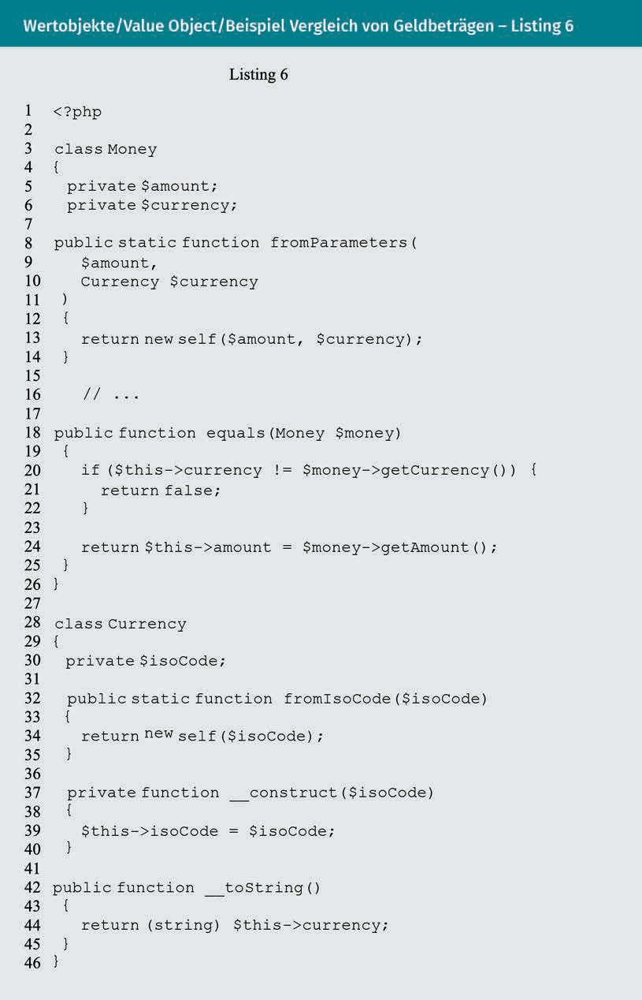 Wertobjekte/Value Object/Beispiel Vergleich von Geldbeträgen – Listing 6
Listing 6
1 <?php
2
3 class Money
4 {
5 private $amount;
6 private $currency;
7
8 public static function fromParameters(
9 $amount,
10 Currency $currency
11 )
12 {
13 return new self($amount, $currency);
14 }
15
16 // ...
17
18 public function equals(Money $money)
19 {
20 if ($this->currency != $money->getCurrency()) {
21 return false;
22 }
23
24 return $this->amount = $money->getAmount();
25 }
26 }
27
28 class Currency
29 {
30 private $isoCode;
31
32 public static function fromIsoCode($isoCode)
33 {
34 return new self($isoCode);
35 }
36
37 private function __construct($isoCode)
38 {
39 $this->isoCode = $isoCode;
40 }
41
42 public function __toString()
43 {
44 return (string) $this->currency;
45 }
46 }